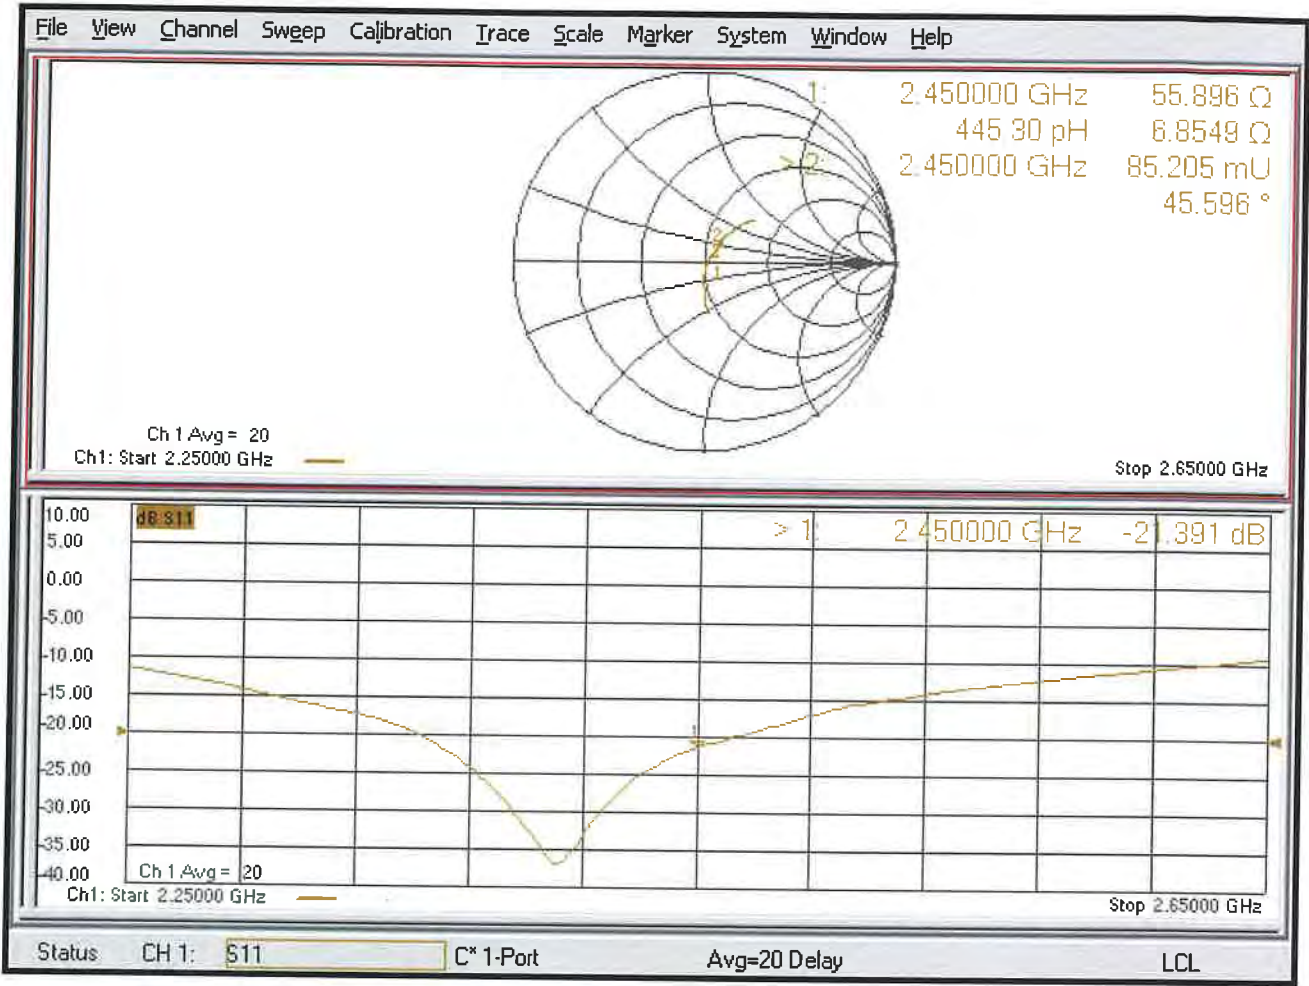 File View Channel Sweep Calibration Trace Scale Marker System Window Help
1: 2.450000 GHz 55.896 Ω
445.30 pH 6.8549 Ω
> 2: 2.450000 GHz 85.205 mU
45.596 °
2
1
Ch 1 Avg = 20
Ch1: Start 2.25000 GHz
Stop 2.65000 GHz
10.00
dB S11
> 1: 2.450000 GHz -21.391 dB
5.00
0.00
-5.00
-10.00
-15.00
-20.00
1
-25.00
-30.00
-35.00
-40.00
Ch 1 Avg = 20
Ch1: Start 2.25000 GHz
Stop 2.65000 GHz
Status CH 1: S11 C* 1-Port Avg=20 Delay LCL